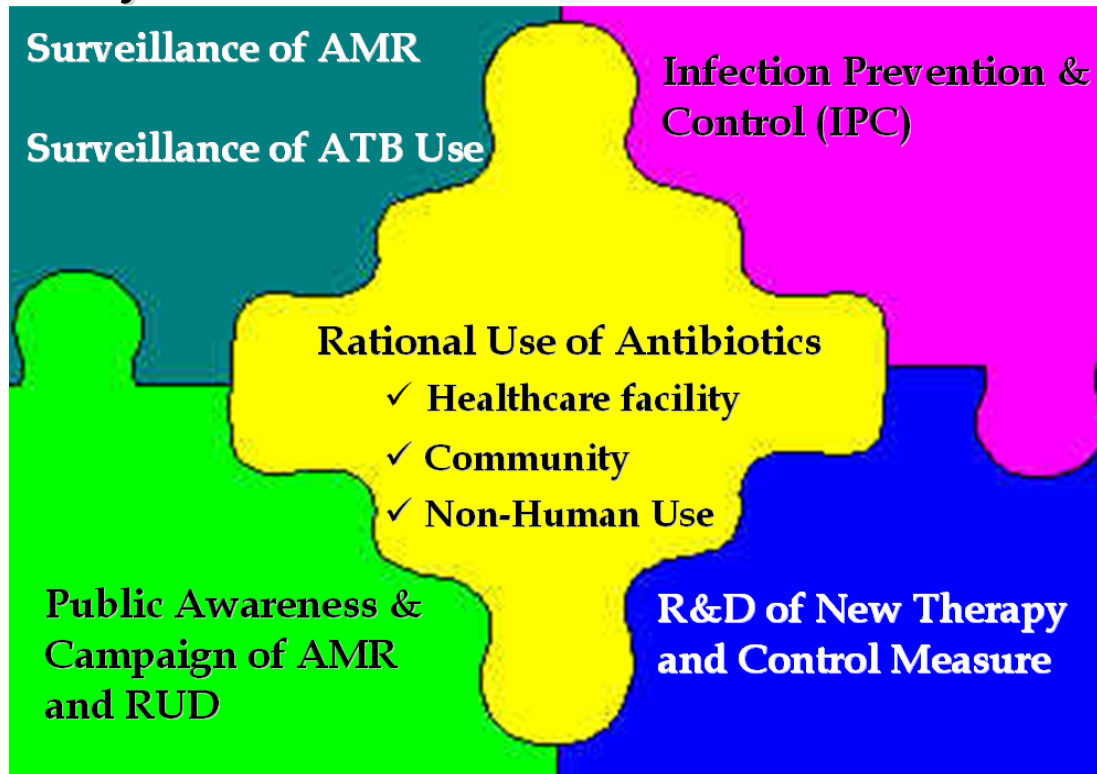 Surveillance of AMR
Surveillance of ATB Use
Infection Prevention &
Control (IPC)
Rational Use of Antibiotics
✓ Healthcare facility
✓ Community
✓ Non-Human Use
Public Awareness &
Campaign of AMR
and RUD
R&D of New Therapy
and Control Measure